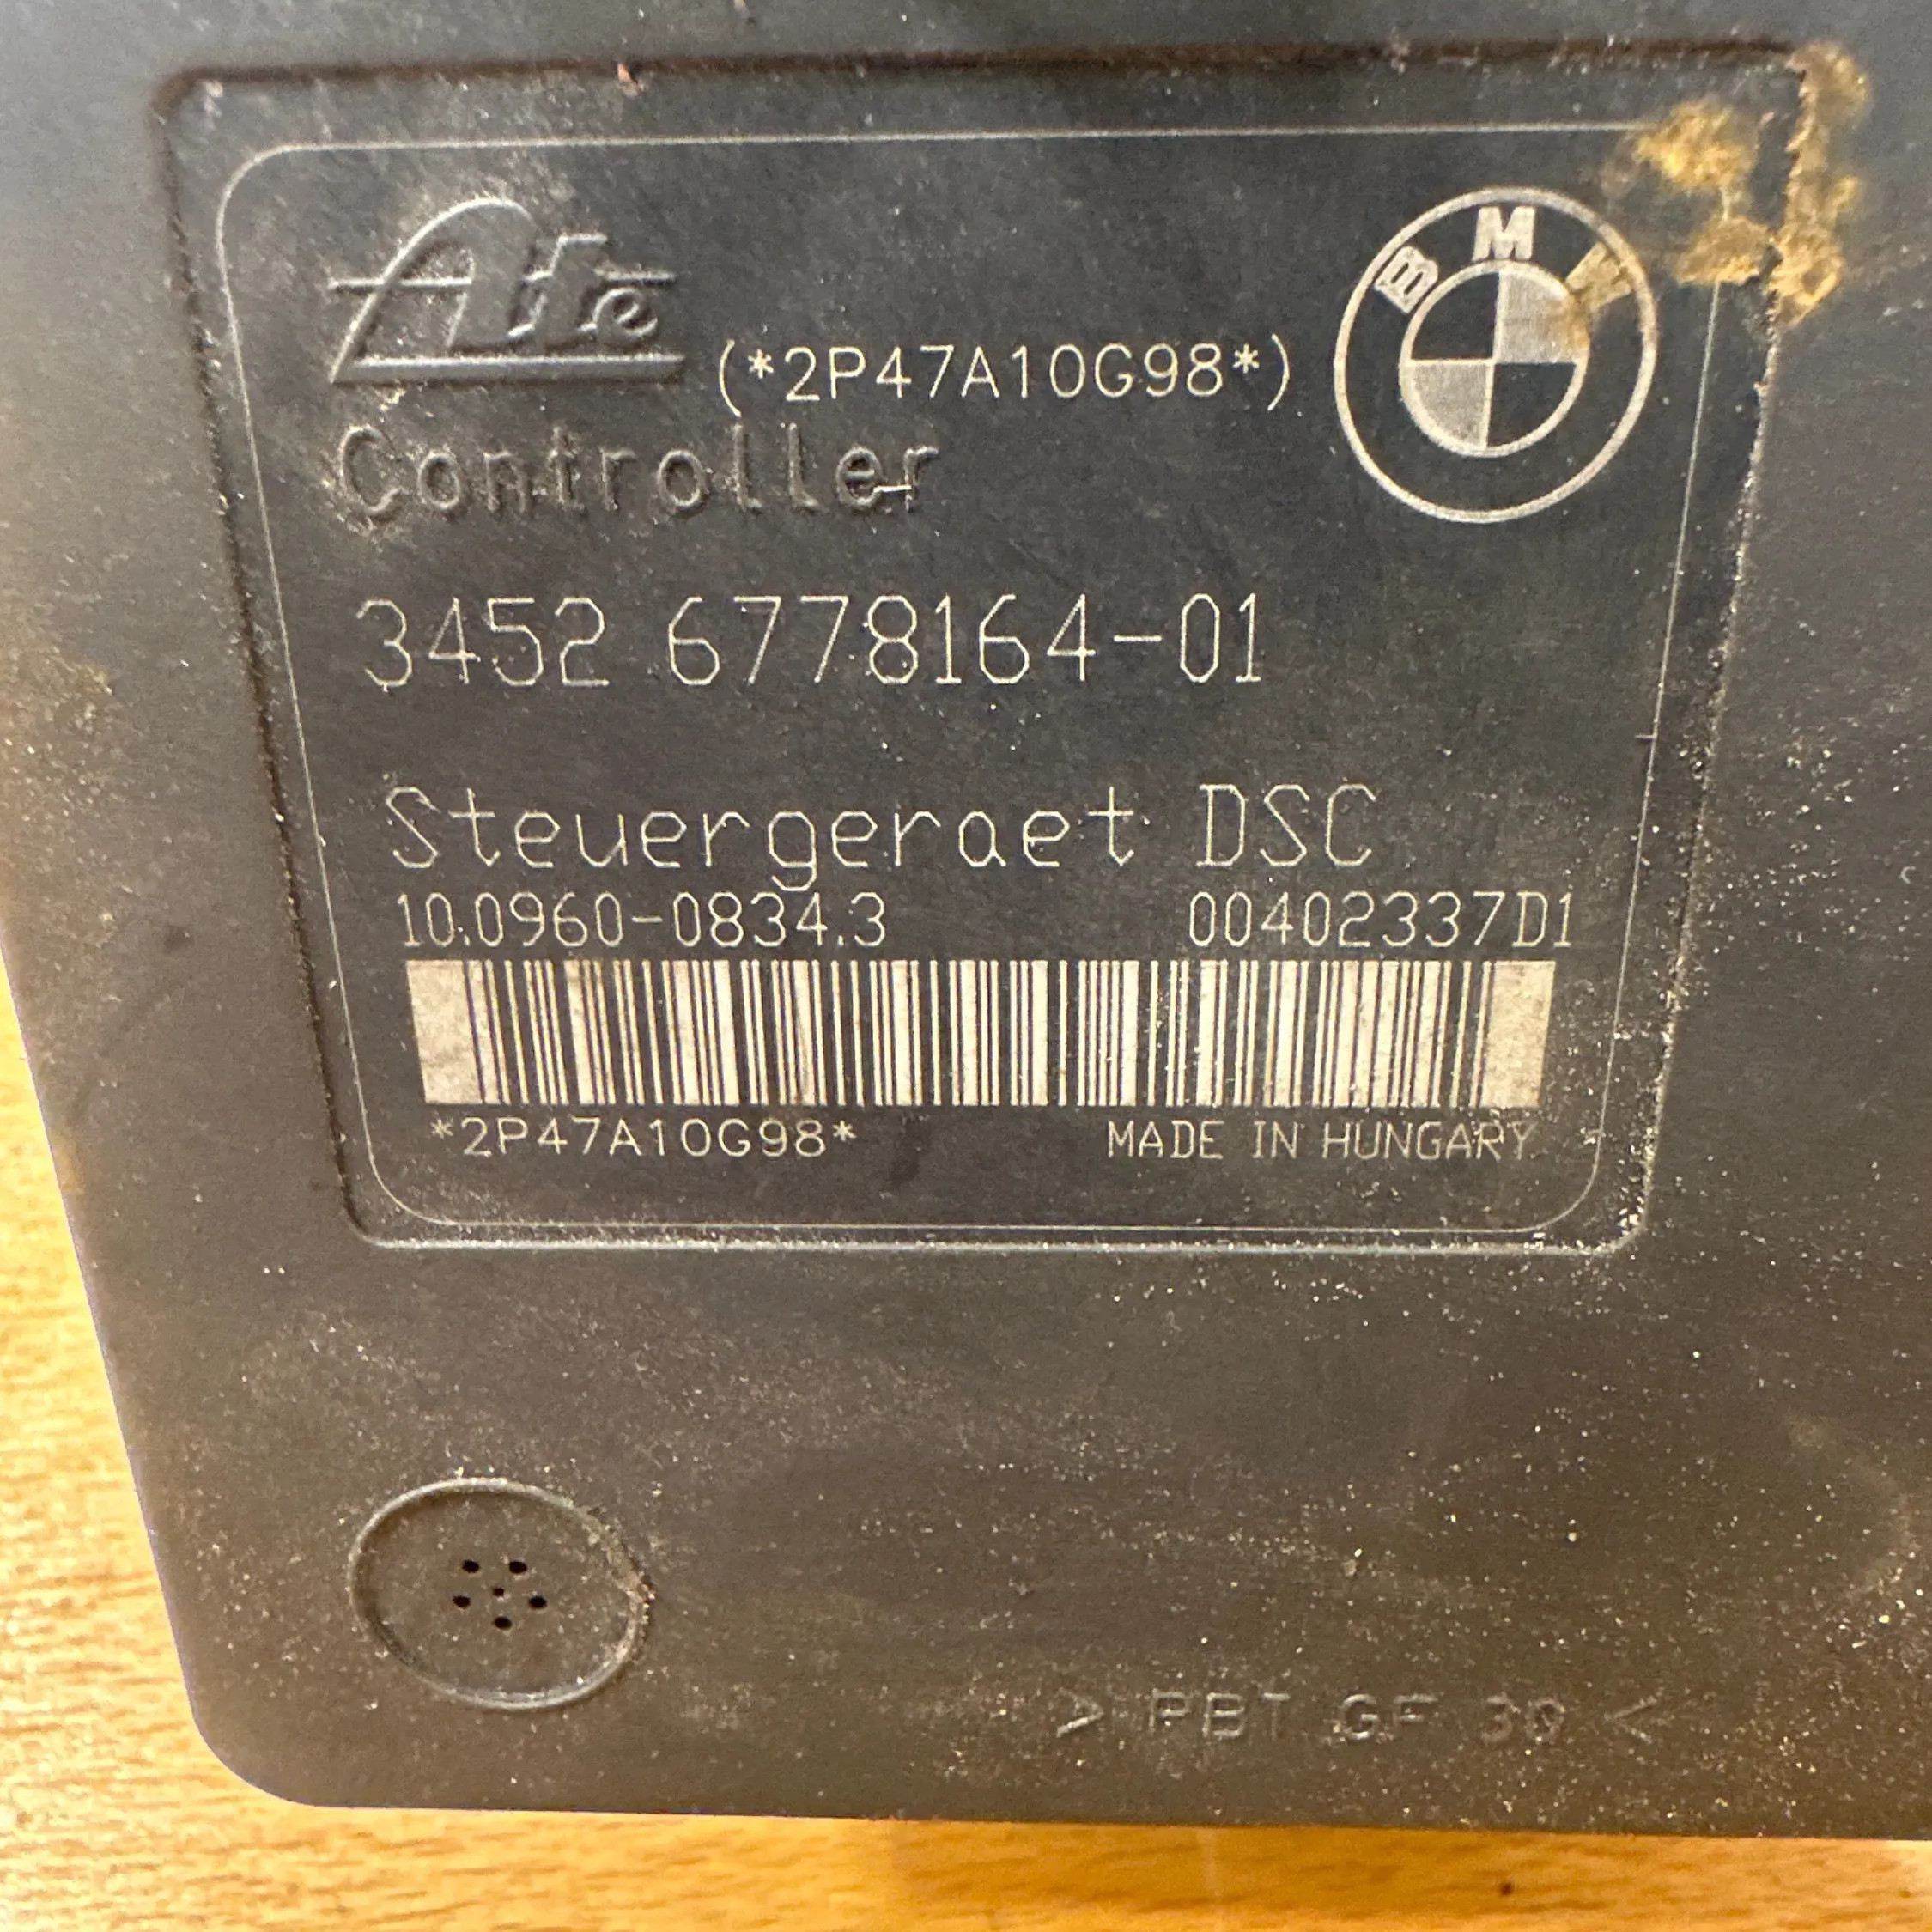 Ate
(*2P47A10G98*)
BMW
Controller
3452 6778164-01
Steuergeraet DSC
10.0960-0834.3 00402337D1
*2P47A10G98* MADE IN HUNGARY
> PBT GF 30 <